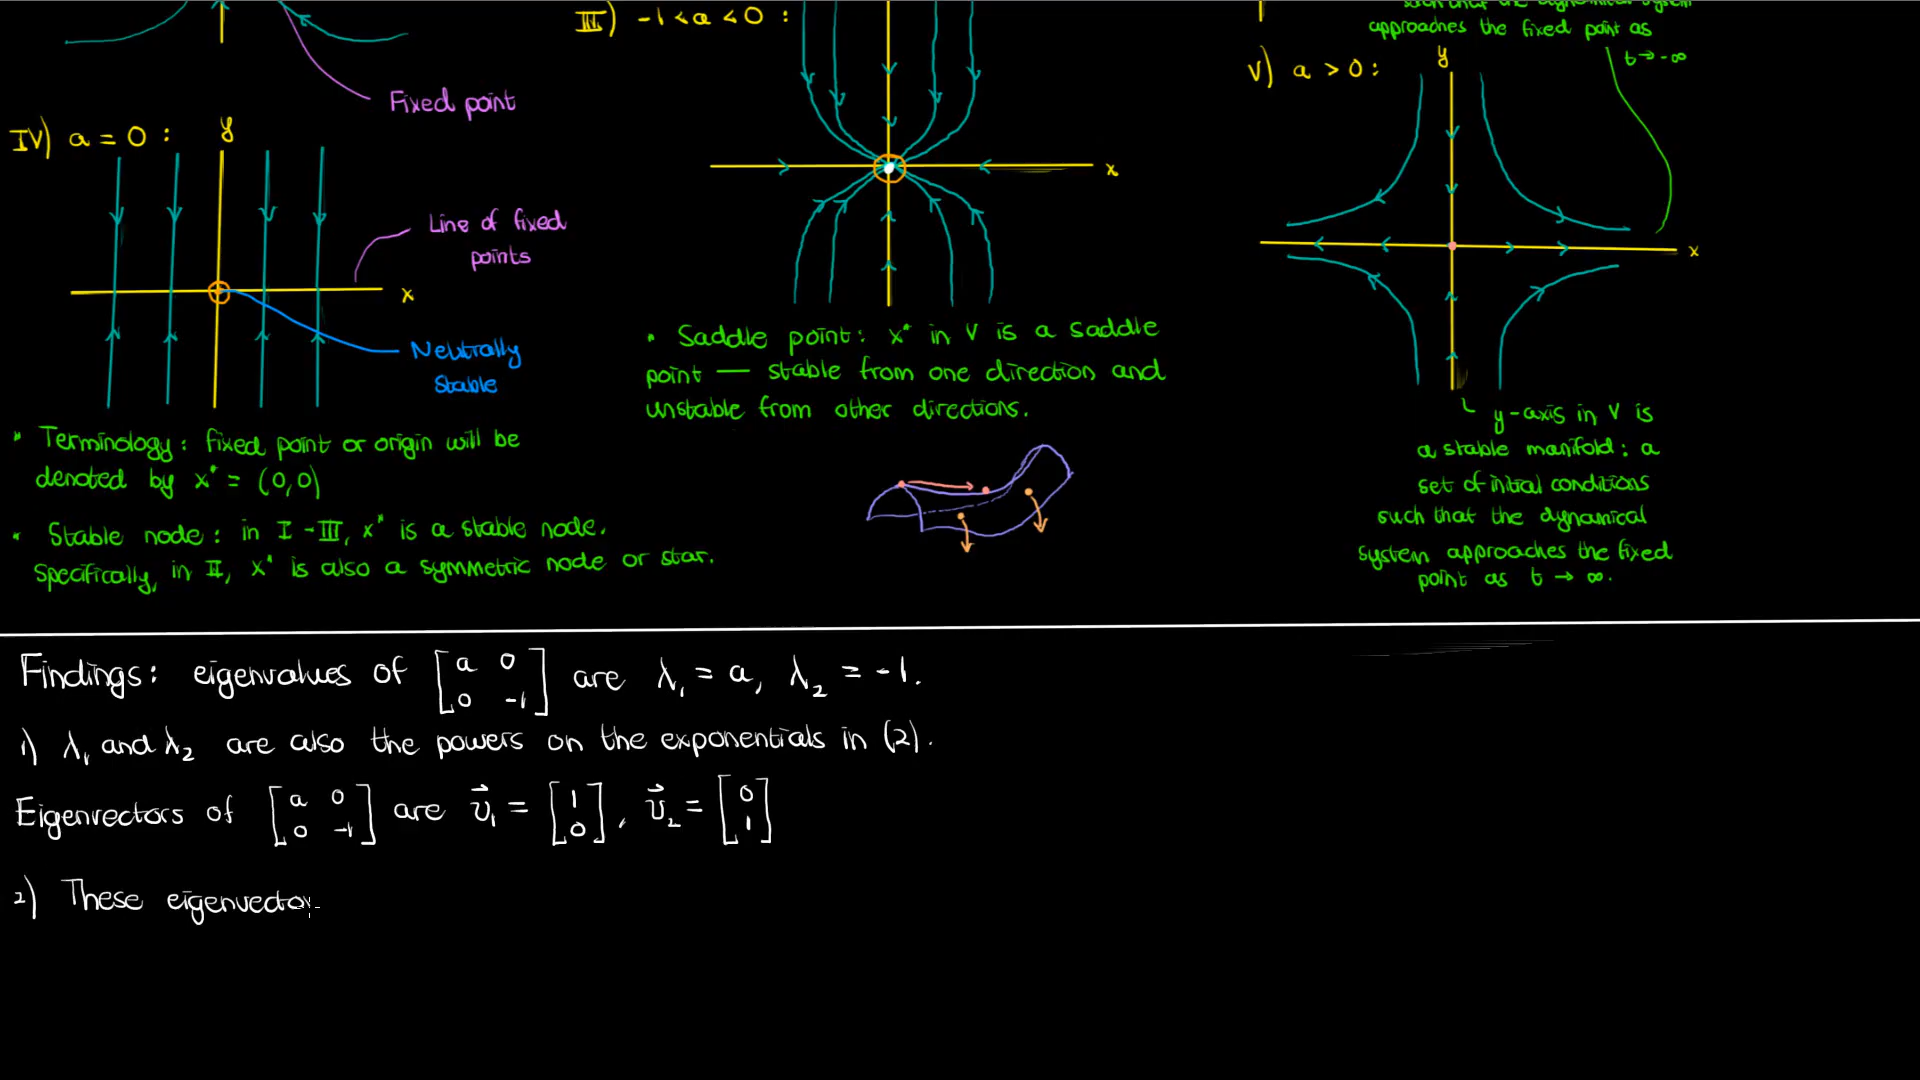 III) -1 < a < 0 :
approaches the fixed point as
t → -∞
V) a > 0 :
y
x
Fixed point
IV) a = 0 :
y
x
Line of fixed
points
Neutrally
Stable
x
• Saddle point : x* in V is a saddle
point — stable from one direction and
unstable from other directions.
y-axis in V is
a stable manifold : a
set of initial conditions
such that the dynamical
system approaches the fixed
point as t → ∞.
• Terminology : fixed point or origin will be
denoted by x* = (0,0)
• Stable node : in I - III, x* is a stable node.
Specifically, in II, x* is also a symmetric node or star.
Findings : eigenvalues of [a 0 0 -1] are λ₁ = a, λ₂ = -1.
1) λ₁ and λ₂ are also the powers on the exponentials in (2).
Eigenvectors of [a 0 0 -1] are v⃗₁ = [1 0], v⃗₂ = [0 1]
2) These eigenvector